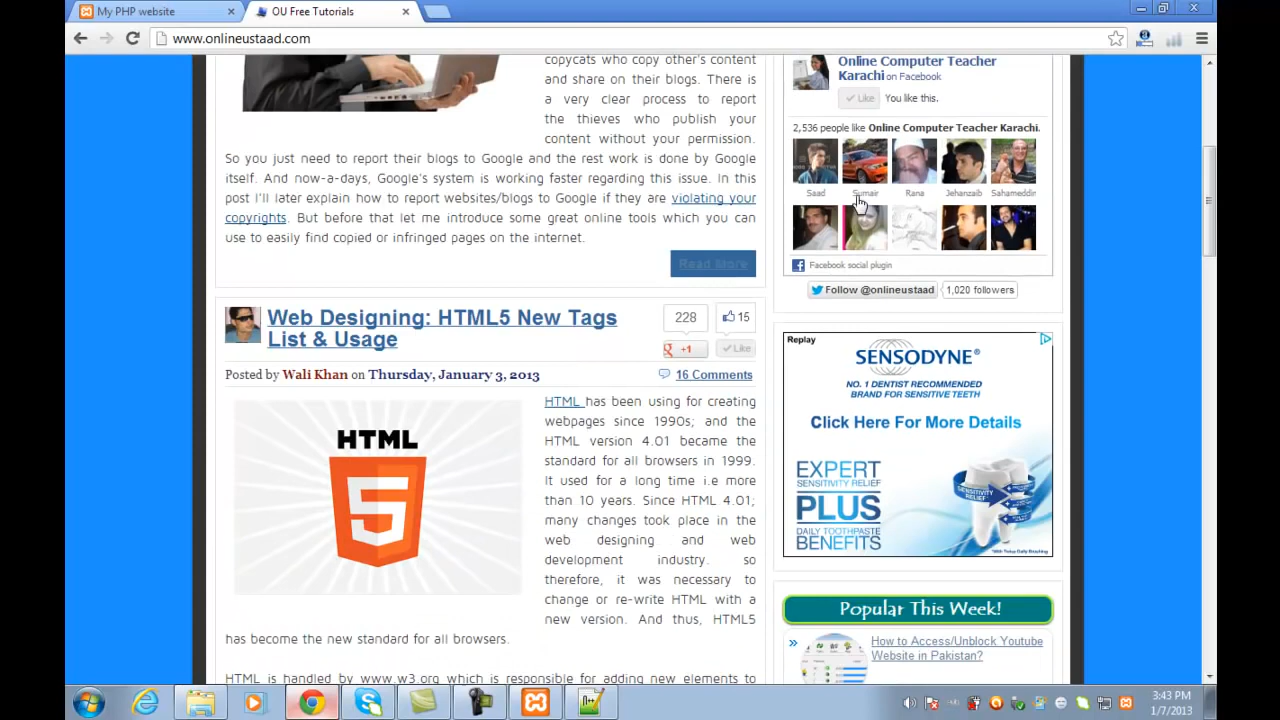 My PHP website
OU Free Tutorials
www.onlineustaad.com
copycats who copy other's content
and share on their blogs. There is
a very clear process to report
the thieves who publish your
content without your permission.
So you just need to report their blogs to Google and the rest work is done by Google
itself. And now-a-days, Google's system is working faster regarding this issue. In this
post I'll later explain how to report websites/blogs to Google if they are violating your
copyrights. But before that let me introduce some great online tools which you can
use to easily find copied or infringed pages on the internet.
Read More
Web Designing: HTML5 New Tags
List & Usage
228
15
+1
Like
Posted by Wali Khan on Thursday, January 3, 2013
16 Comments
HTML
5
HTML has been using for creating
webpages since 1990s; and the
HTML version 4.01 became the
standard for all browsers in 1999.
It used for a long time i.e more
than 10 years. Since HTML 4.01;
many changes took place in the
web designing and web
development industry. so
therefore, it was necessary to
change or re-write HTML with a
new version. And thus, HTML5
has become the new standard for all browsers.
HTML is handled by www.w3.org which is responsible for adding new elements to
Online Computer Teacher
Karachi on Facebook
Like
You like this.
2,536 people like Online Computer Teacher Karachi.
Saad
Sumair
Rana
Jehanzaib
Sahameddin
Facebook social plugin
Follow @onlineustaad
1,020 followers
Replay
SENSODYNE®
NO. 1 DENTIST RECOMMENDED
BRAND FOR SENSITIVE TEETH
Click Here For More Details
EXPERT
SENSITIVITY RELIEF
PLUS
DAILY TOOTHPASTE
BENEFITS
SENSITIVITY
RELIEF
Popular This Week!
How to Access/Unblock Youtube
Website in Pakistan?
3:43 PM
1/7/2013